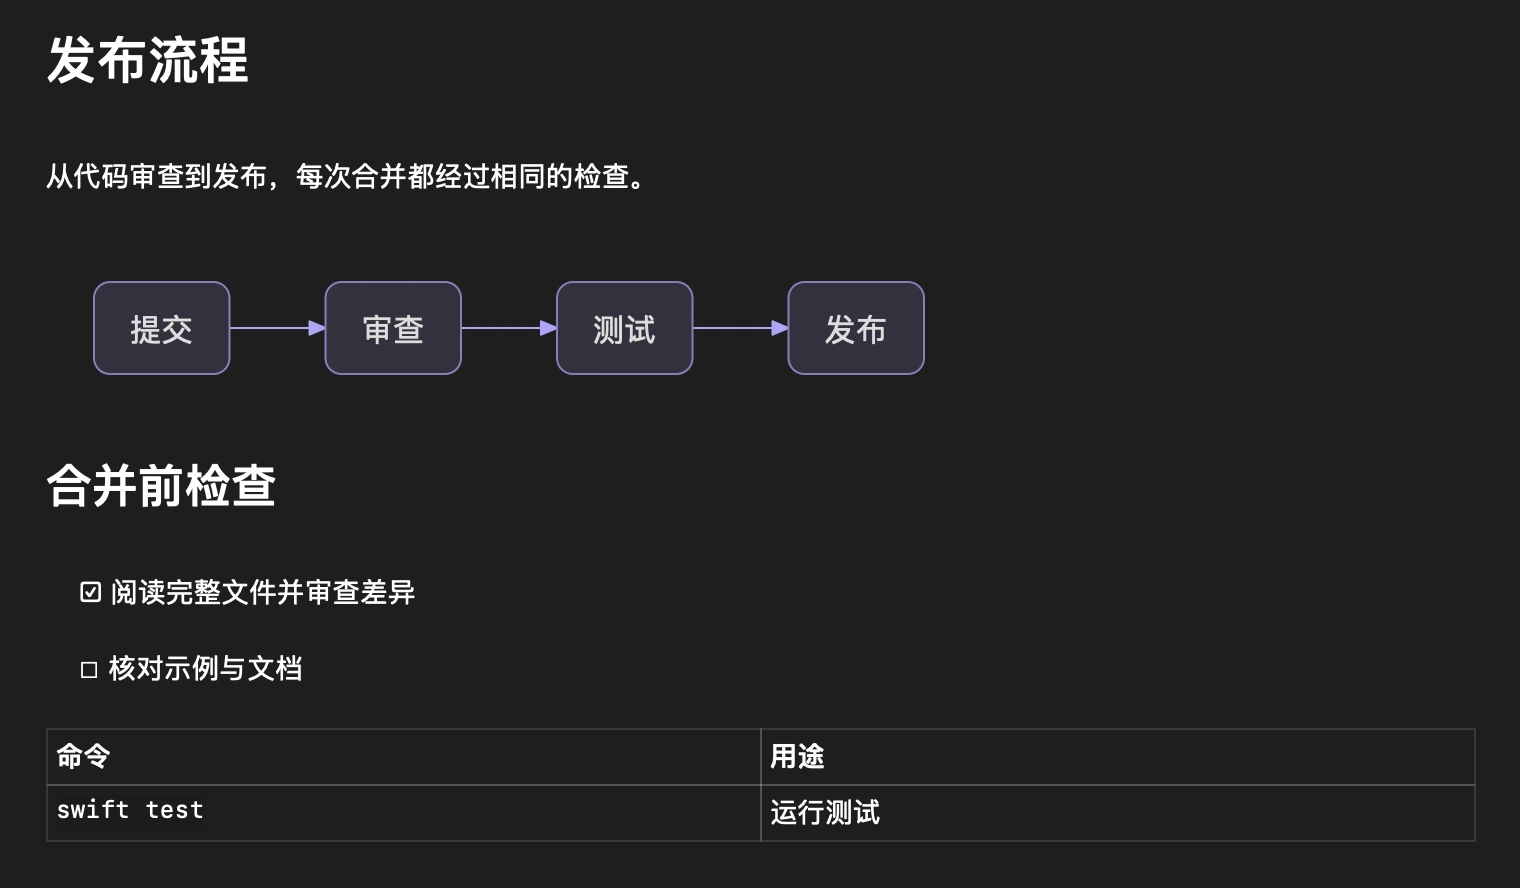 发布流程
从代码审查到发布，每次合并都经过相同的检查。
提交 审查 测试 发布
合并前检查
☑ 阅读完整文件并审查差异
☐ 核对示例与文档
命令 用途
swift test 运行测试